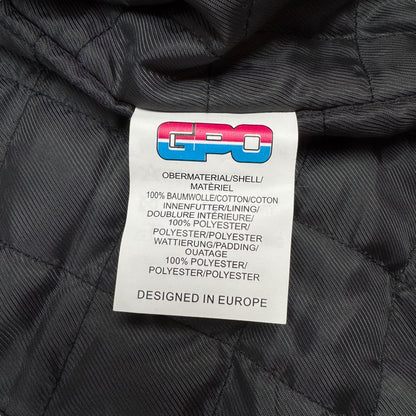 GPO
OBERMATERIAL/SHELL/
MATÉRIEL
100% BAUMWOLLE/COTTON/COTON
INNENFUTTER/LINING/
DOUBLURE INTÉRIEURE/
100% POLYESTER/
POLYESTER/POLYESTER
WATTIERUNG/PADDING/
OUATAGE
100% POLYESTER/
POLYESTER/POLYESTER
DESIGNED IN EUROPE